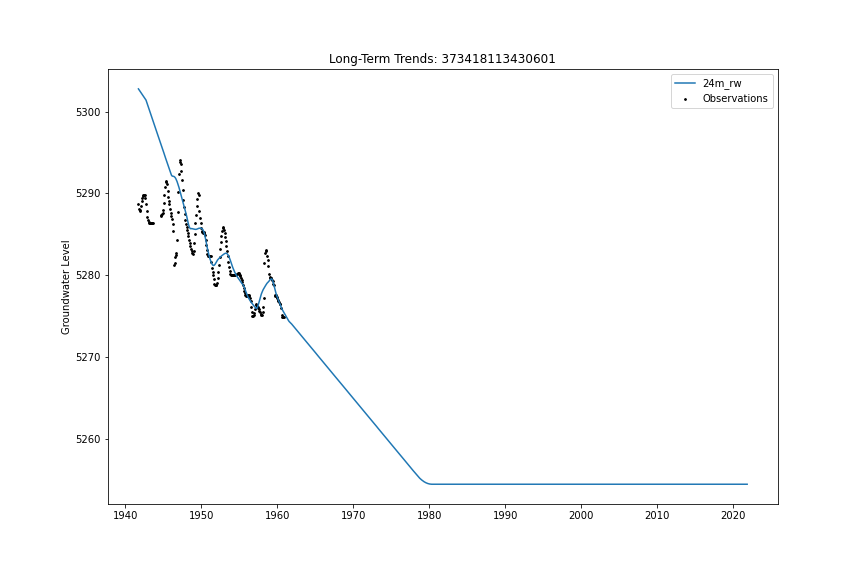 Long-Term Trends: 373418113430601
24m_rw
Observations
Groundwater Level
5300
5290
5280
5270
5260
1940 1950 1960 1970 1980 1990 2000 2010 2020